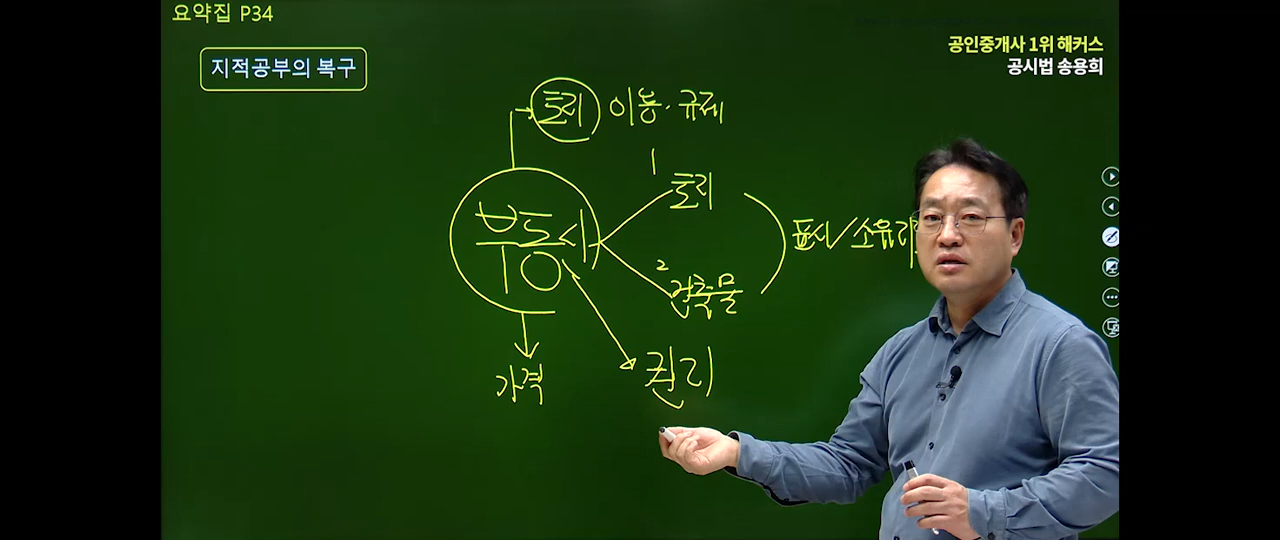 요약집 P34
공인중개사 1위 해커스
공시법 송용희
지적공부의 복구
토지 이용·규제
1
토지
부동산
표시/소유자
2
건축물
가격
권리